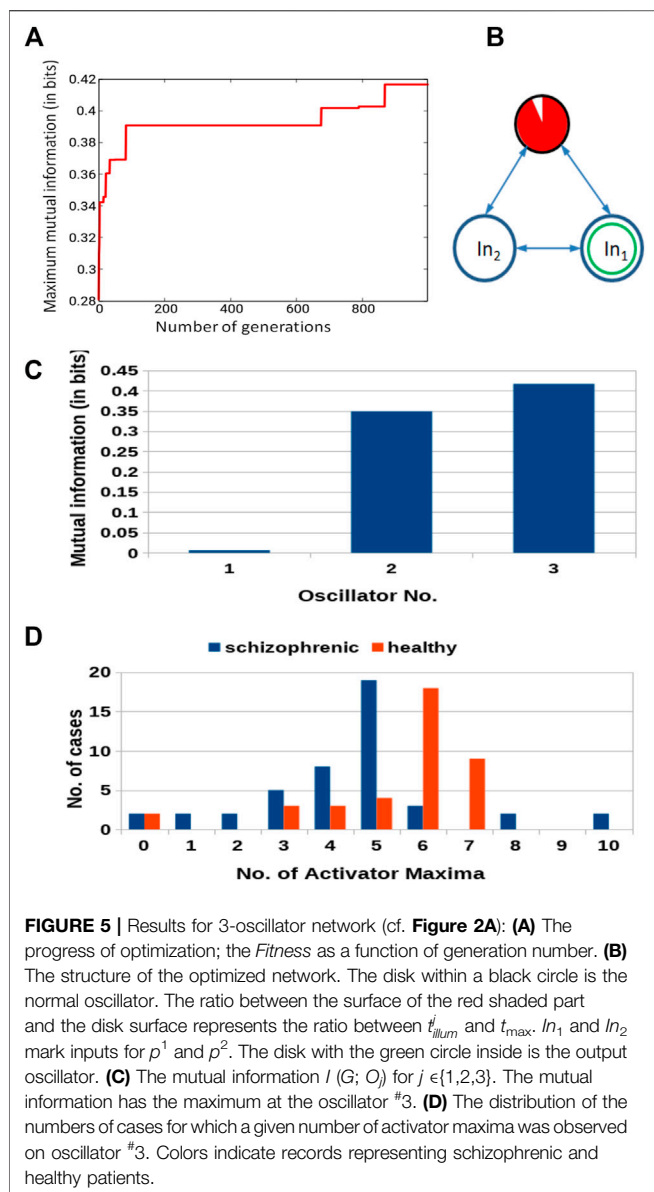 A
Maximum mutual information (in bits)
0.42
0.4
0.38
0.36
0.34
0.32
0.3
0.28
0
200
400
600
800
Number of generations
B
In₂
In₁
C
Mutual information (in bits)
0.45
0.4
0.35
0.3
0.25
0.2
0.15
0.1
0.05
0
1
2
3
Oscillator No.
D
schizophrenic
healthy
No. of cases
20
15
10
5
0
0
1
2
3
4
5
6
7
8
9
10
No. of Activator Maxima
FIGURE 5 | Results for 3-oscillator network (cf. Figure 2A): (A) The
progress of optimization; the Fitness as a function of generation number. (B)
The structure of the optimized network. The disk within a black circle is the
normal oscillator. The ratio between the surface of the red shaded part
and the disk surface represents the ratio between tʲillum and tmax. In₁ and In₂
mark inputs for p¹ and p². The disk with the green circle inside is the output
oscillator. (C) The mutual information I (G; Oⱼ) for j ϵ{1,2,3}. The mutual
information has the maximum at the oscillator #3. (D) The distribution of the
numbers of cases for which a given number of activator maxima was observed
on oscillator #3. Colors indicate records representing schizophrenic and
healthy patients.